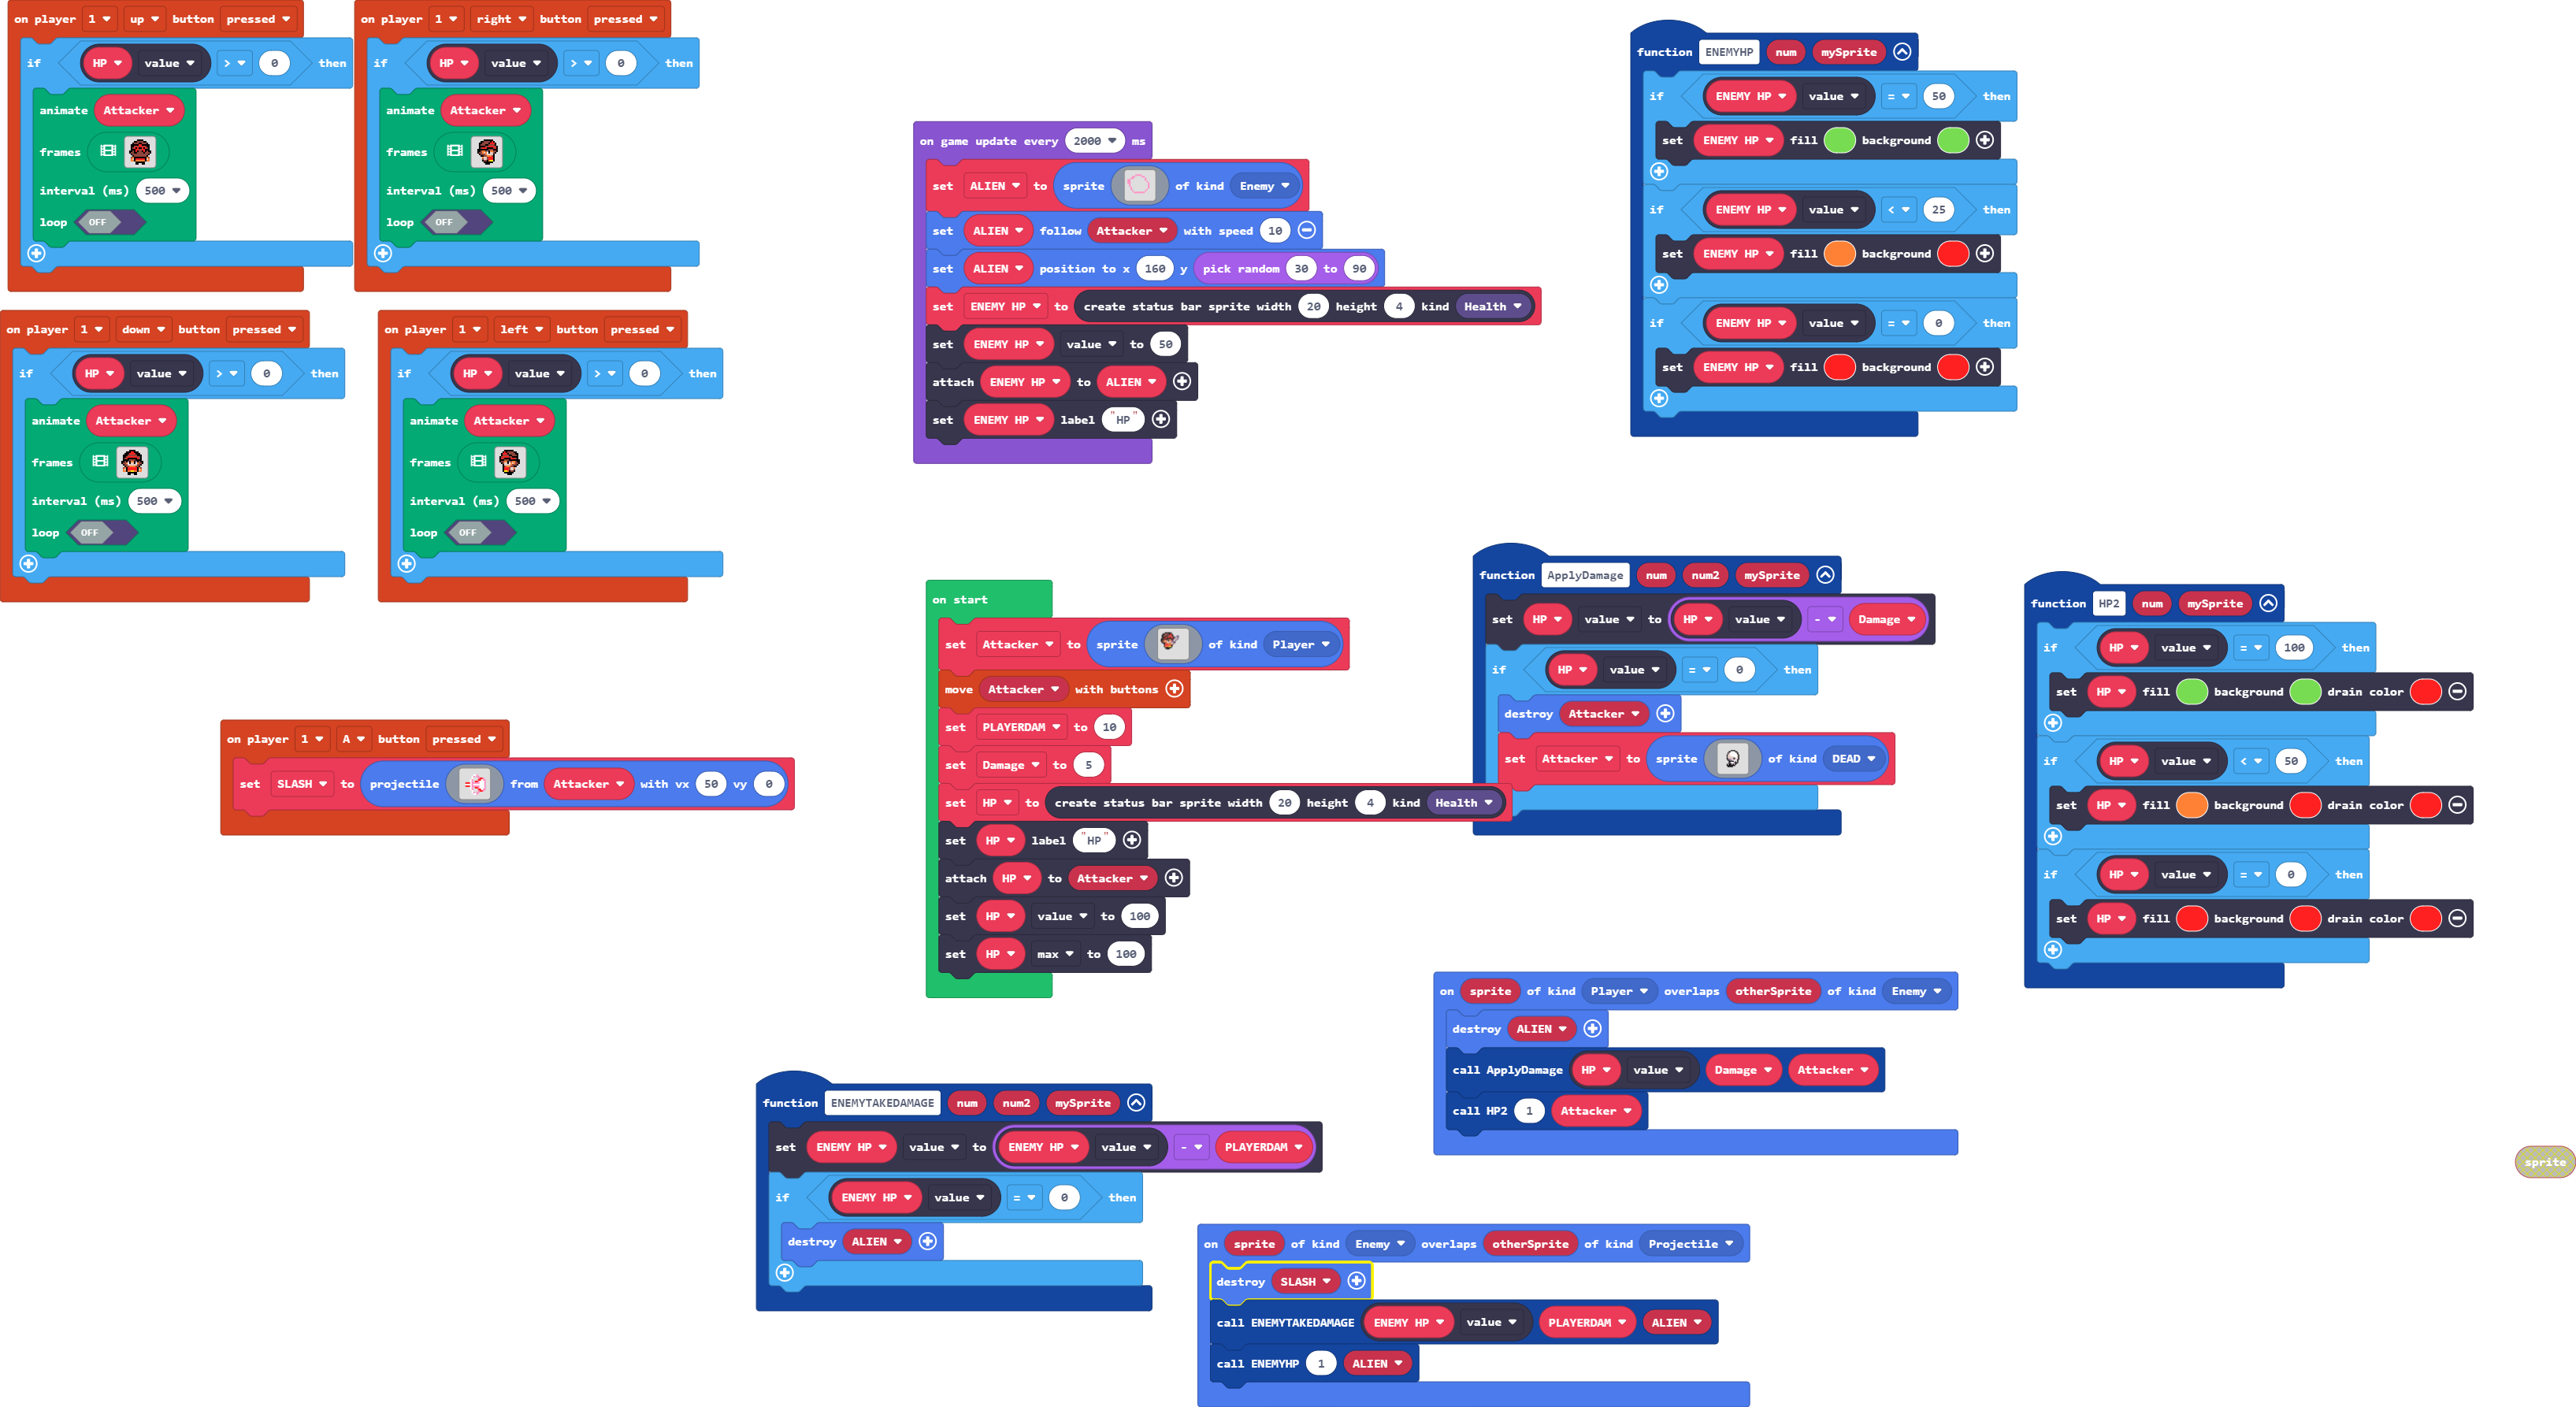 on player 1 up button pressed
if HP value > 0 then
animate Attacker
frames
interval (ms) 500
loop OFF
on player 1 right button pressed
if HP value > 0 then
animate Attacker
frames
interval (ms) 500
loop OFF
on player 1 down button pressed
if HP value > 0 then
animate Attacker
frames
interval (ms) 500
loop OFF
on player 1 left button pressed
if HP value > 0 then
animate Attacker
frames
interval (ms) 500
loop OFF
on player 1 A button pressed
set SLASH to projectile from Attacker with vx 50 vy 0
on game update every 2000 ms
set ALIEN to sprite of kind Enemy
set ALIEN follow Attacker with speed 10
set ALIEN position to x 160 y pick random 30 to 90
set ENEMY HP to create status bar sprite width 20 height 4 kind Health
set ENEMY HP value to 50
attach ENEMY HP to ALIEN
set ENEMY HP label "HP"
on start
set Attacker to sprite of kind Player
move Attacker with buttons
set PLAYERDAM to 10
set Damage to 5
set HP to create status bar sprite width 20 height 4 kind Health
set HP label "HP"
attach HP to Attacker
set HP value to 100
set HP max to 100
function ENEMYHP num mySprite
if ENEMY HP value = 50 then
set ENEMY HP fill background
if ENEMY HP value < 25 then
set ENEMY HP fill background
if ENEMY HP value = 0 then
set ENEMY HP fill background
function ApplyDamage num num2 mySprite
set HP value to HP value - Damage
if HP value = 0 then
destroy Attacker
set Attacker to sprite of kind DEAD
function HP2 num mySprite
if HP value = 100 then
set HP fill background drain color
if HP value < 50 then
set HP fill background drain color
if HP value = 0 then
set HP fill background drain color
on sprite of kind Player overlaps otherSprite of kind Enemy
destroy ALIEN
call ApplyDamage HP value Damage Attacker
call HP2 1 Attacker
function ENEMYTAKEDAMAGE num num2 mySprite
set ENEMY HP value to ENEMY HP value - PLAYERDAM
if ENEMY HP value = 0 then
destroy ALIEN
on sprite of kind Enemy overlaps otherSprite of kind Projectile
destroy SLASH
call ENEMYTAKEDAMAGE ENEMY HP value PLAYERDAM ALIEN
call ENEMYHP 1 ALIEN
sprite